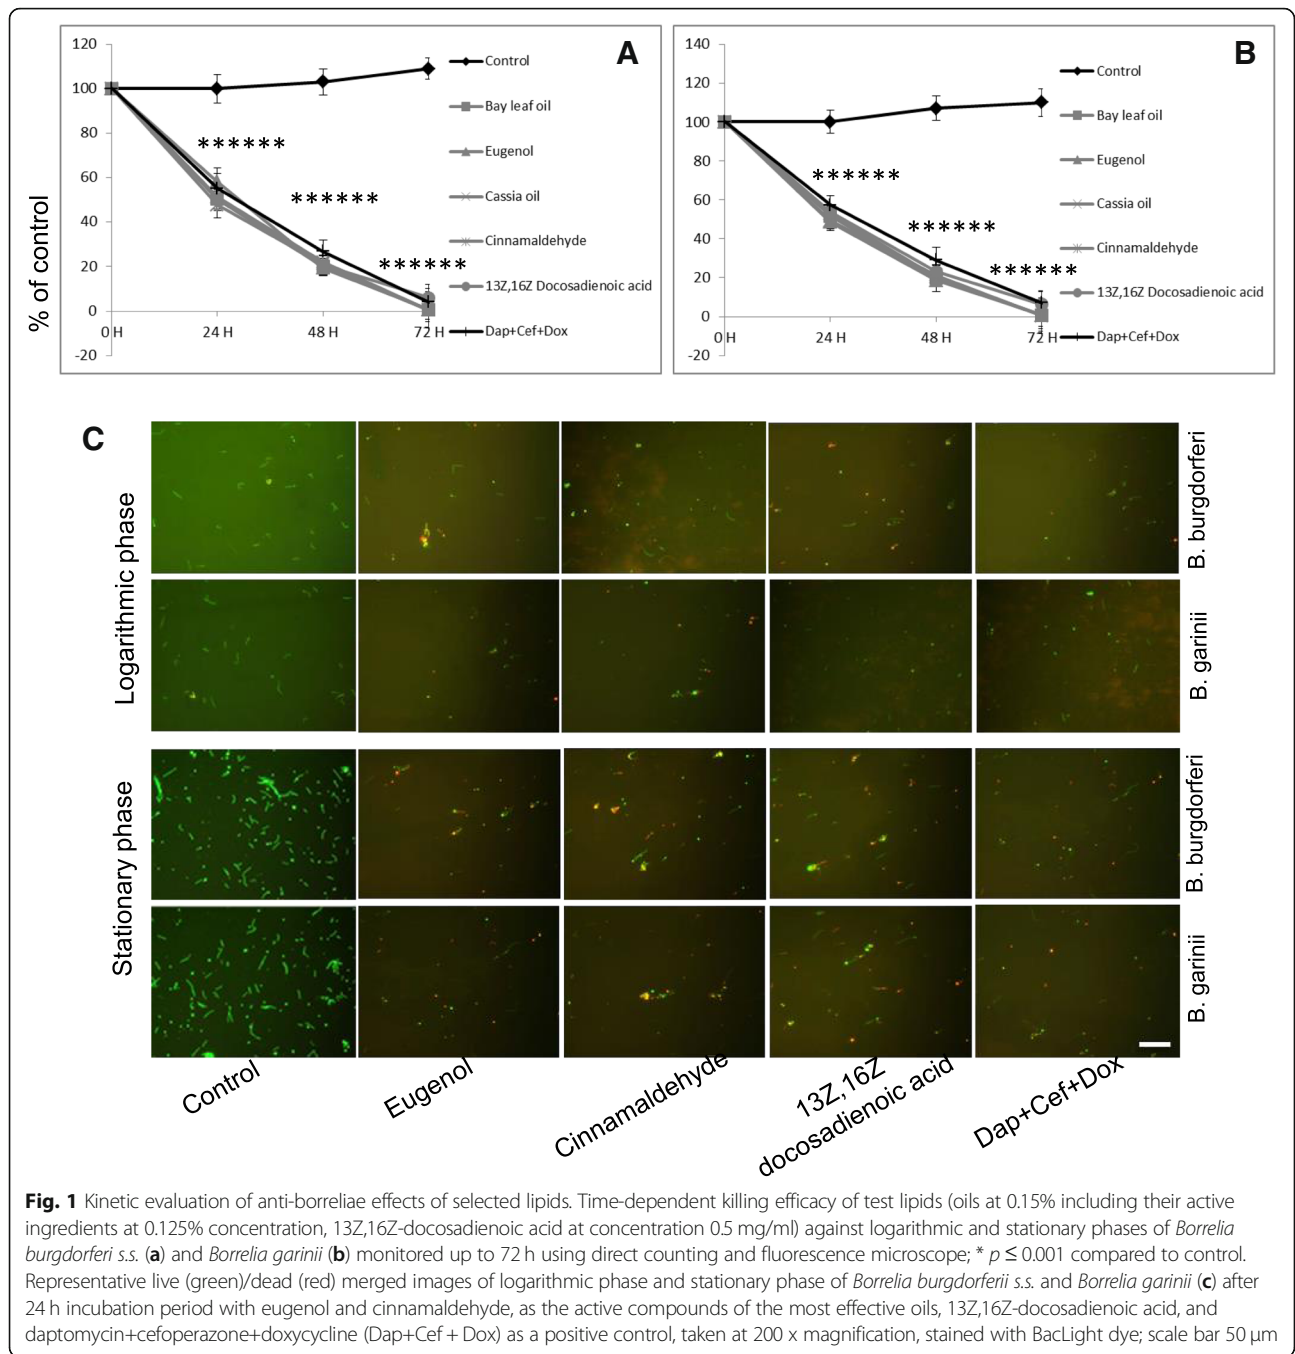 % of control
A
120
100
80
60
40
20
0
-20
0 H
24 H
48 H
72 H
******
******
******
Control
Bay leaf oil
Eugenol
Cassia oil
Cinnamaldehyde
13Z,16Z Docosadienoic acid
Dap+Cef+Dox
B
140
120
100
80
60
40
20
0
-20
0 H
24 H
48 H
72 H
******
******
******
Control
Bay leaf oil
Eugenol
Cassia oil
Cinnamaldehyde
13Z,16Z Docosadienoic acid
Dap+Cef+Dox
C
Logarithmic phase
Stationary phase
B. burgdorferi
B. garinii
B. burgdorferi
B. garinii
Control
Eugenol
Cinnamaldehyde
13Z,16Z
docosadienoic acid
Dap+Cef+Dox
Fig. 1 Kinetic evaluation of anti-borreliae effects of selected lipids. Time-dependent killing efficacy of test lipids (oils at 0.15% including their active
ingredients at 0.125% concentration, 13Z,16Z-docosadienoic acid at concentration 0.5 mg/ml) against logarithmic and stationary phases of Borrelia
burgdorferi s.s. (a) and Borrelia garinii (b) monitored up to 72 h using direct counting and fluorescence microscope; * p ≤ 0.001 compared to control.
Representative live (green)/dead (red) merged images of logarithmic phase and stationary phase of Borrelia burgdorferii s.s. and Borrelia garinii (c) after
24 h incubation period with eugenol and cinnamaldehyde, as the active compounds of the most effective oils, 13Z,16Z-docosadienoic acid, and
daptomycin+cefoperazone+doxycycline (Dap+Cef + Dox) as a positive control, taken at 200 x magnification, stained with BacLight dye; scale bar 50 μm